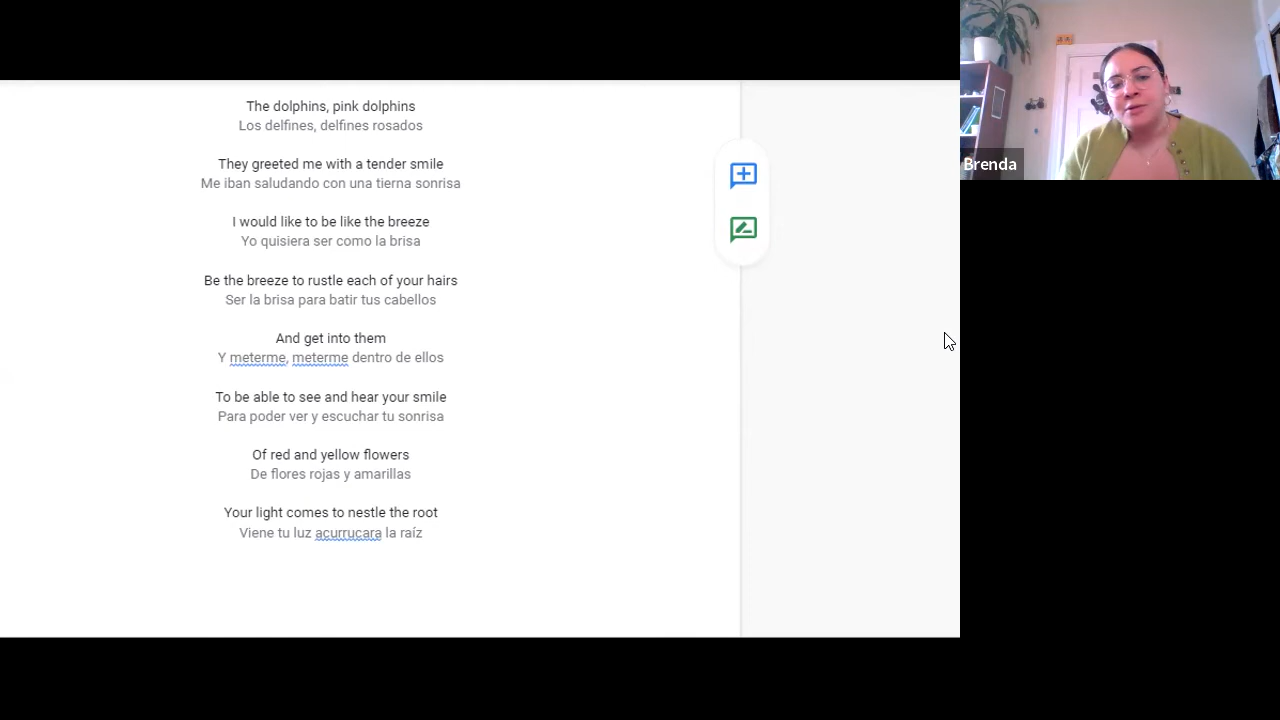 The dolphins, pink dolphins
Los delfines, delfines rosados
They greeted me with a tender smile
Me iban saludando con una tierna sonrisa
I would like to be like the breeze
Yo quisiera ser como la brisa
Be the breeze to rustle each of your hairs
Ser la brisa para batir tus cabellos
And get into them
Y meterme, meterme dentro de ellos
To be able to see and hear your smile
Para poder ver y escuchar tu sonrisa
Of red and yellow flowers
De flores rojas y amarillas
Your light comes to nestle the root
Viene tu luz acurrucara la raíz
Brenda